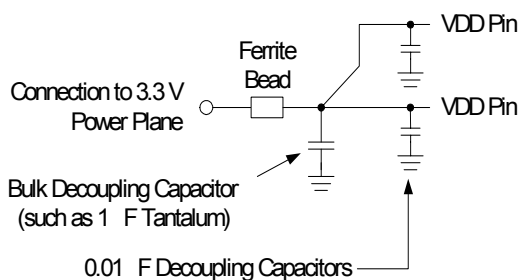 VDD Pin
Ferrite
Bead
Connection to 3.3 V
Power Plane
VDD Pin
Bulk Decoupling Capacitor
(such as 1 F Tantalum)
0.01 F Decoupling Capacitors